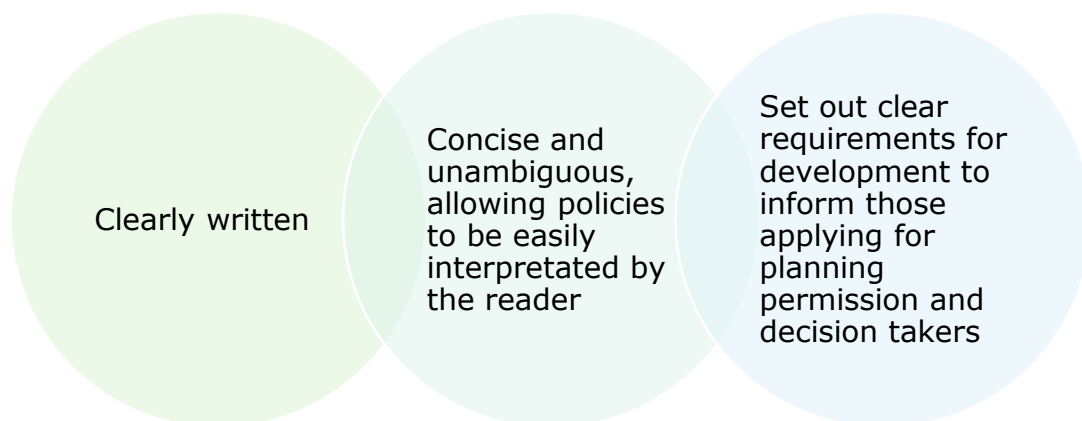 Clearly written
Concise and
unambiguous,
allowing policies
to be easily
interpretated by
the reader
Set out clear
requirements for
development to
inform those
applying for
planning
permission and
decision takers